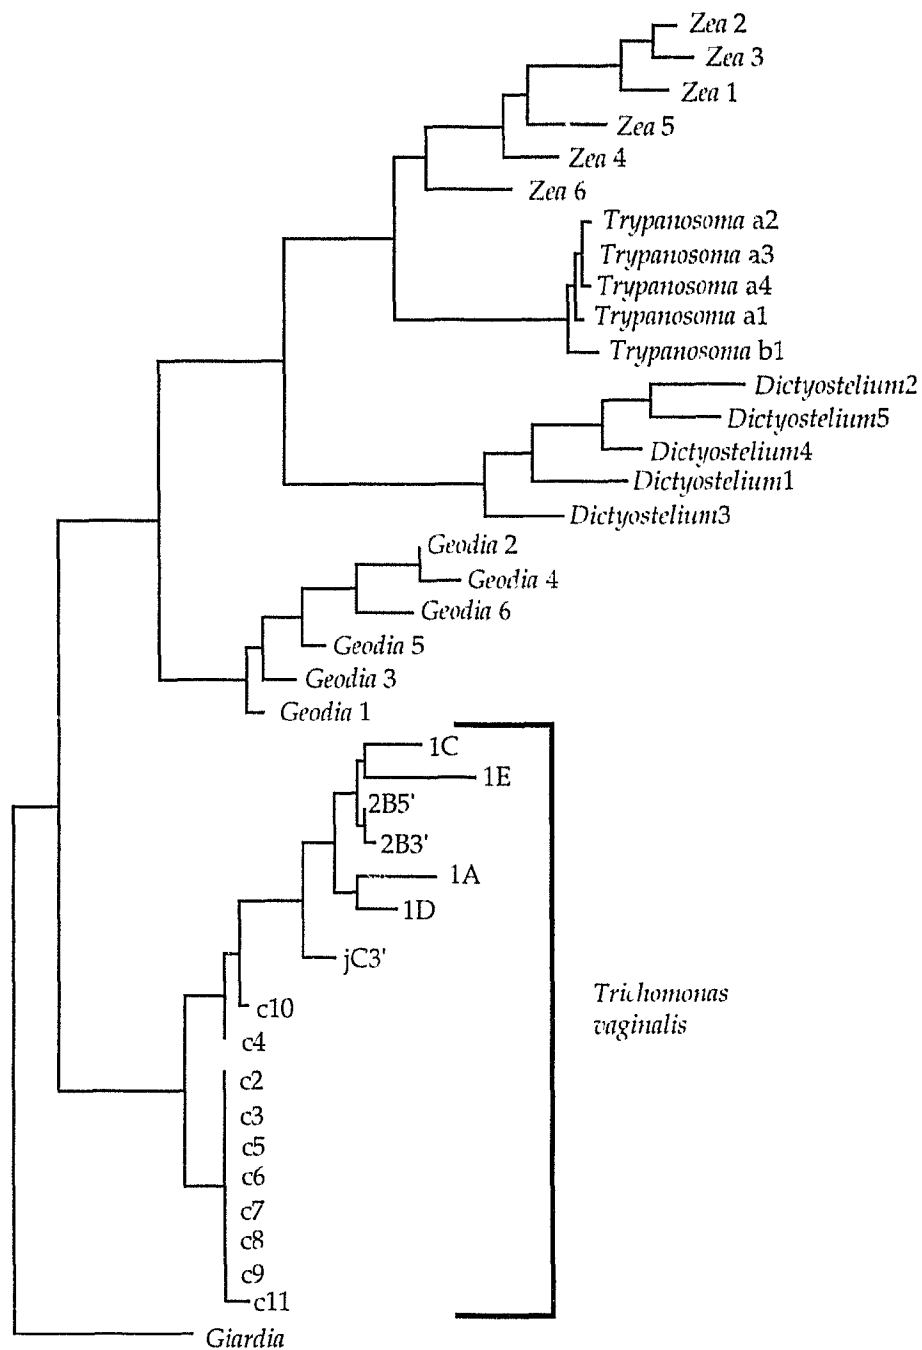 Zea 2
Zea 3
Zea 1
Zea 5
Zea 4
Zea 6
Trypanosoma a2
Trypanosoma a3
Trypanosoma a4
Trypanosoma a1
Trypanosoma b1
Dictyostelium2
Dictyostelium5
Dictyostelium4
Dictyostelium1
Dictyostelium3
Geodia 2
Geodia 4
Geodia 6
Geodia 5
Geodia 3
Geodia 1
1C
1E
2B5'
2B3'
1A
1D
jC3'
c10
c4
c2
c3
c5
c6
c7
c8
c9
c11
Trichomonas
vaginalis
Giardia